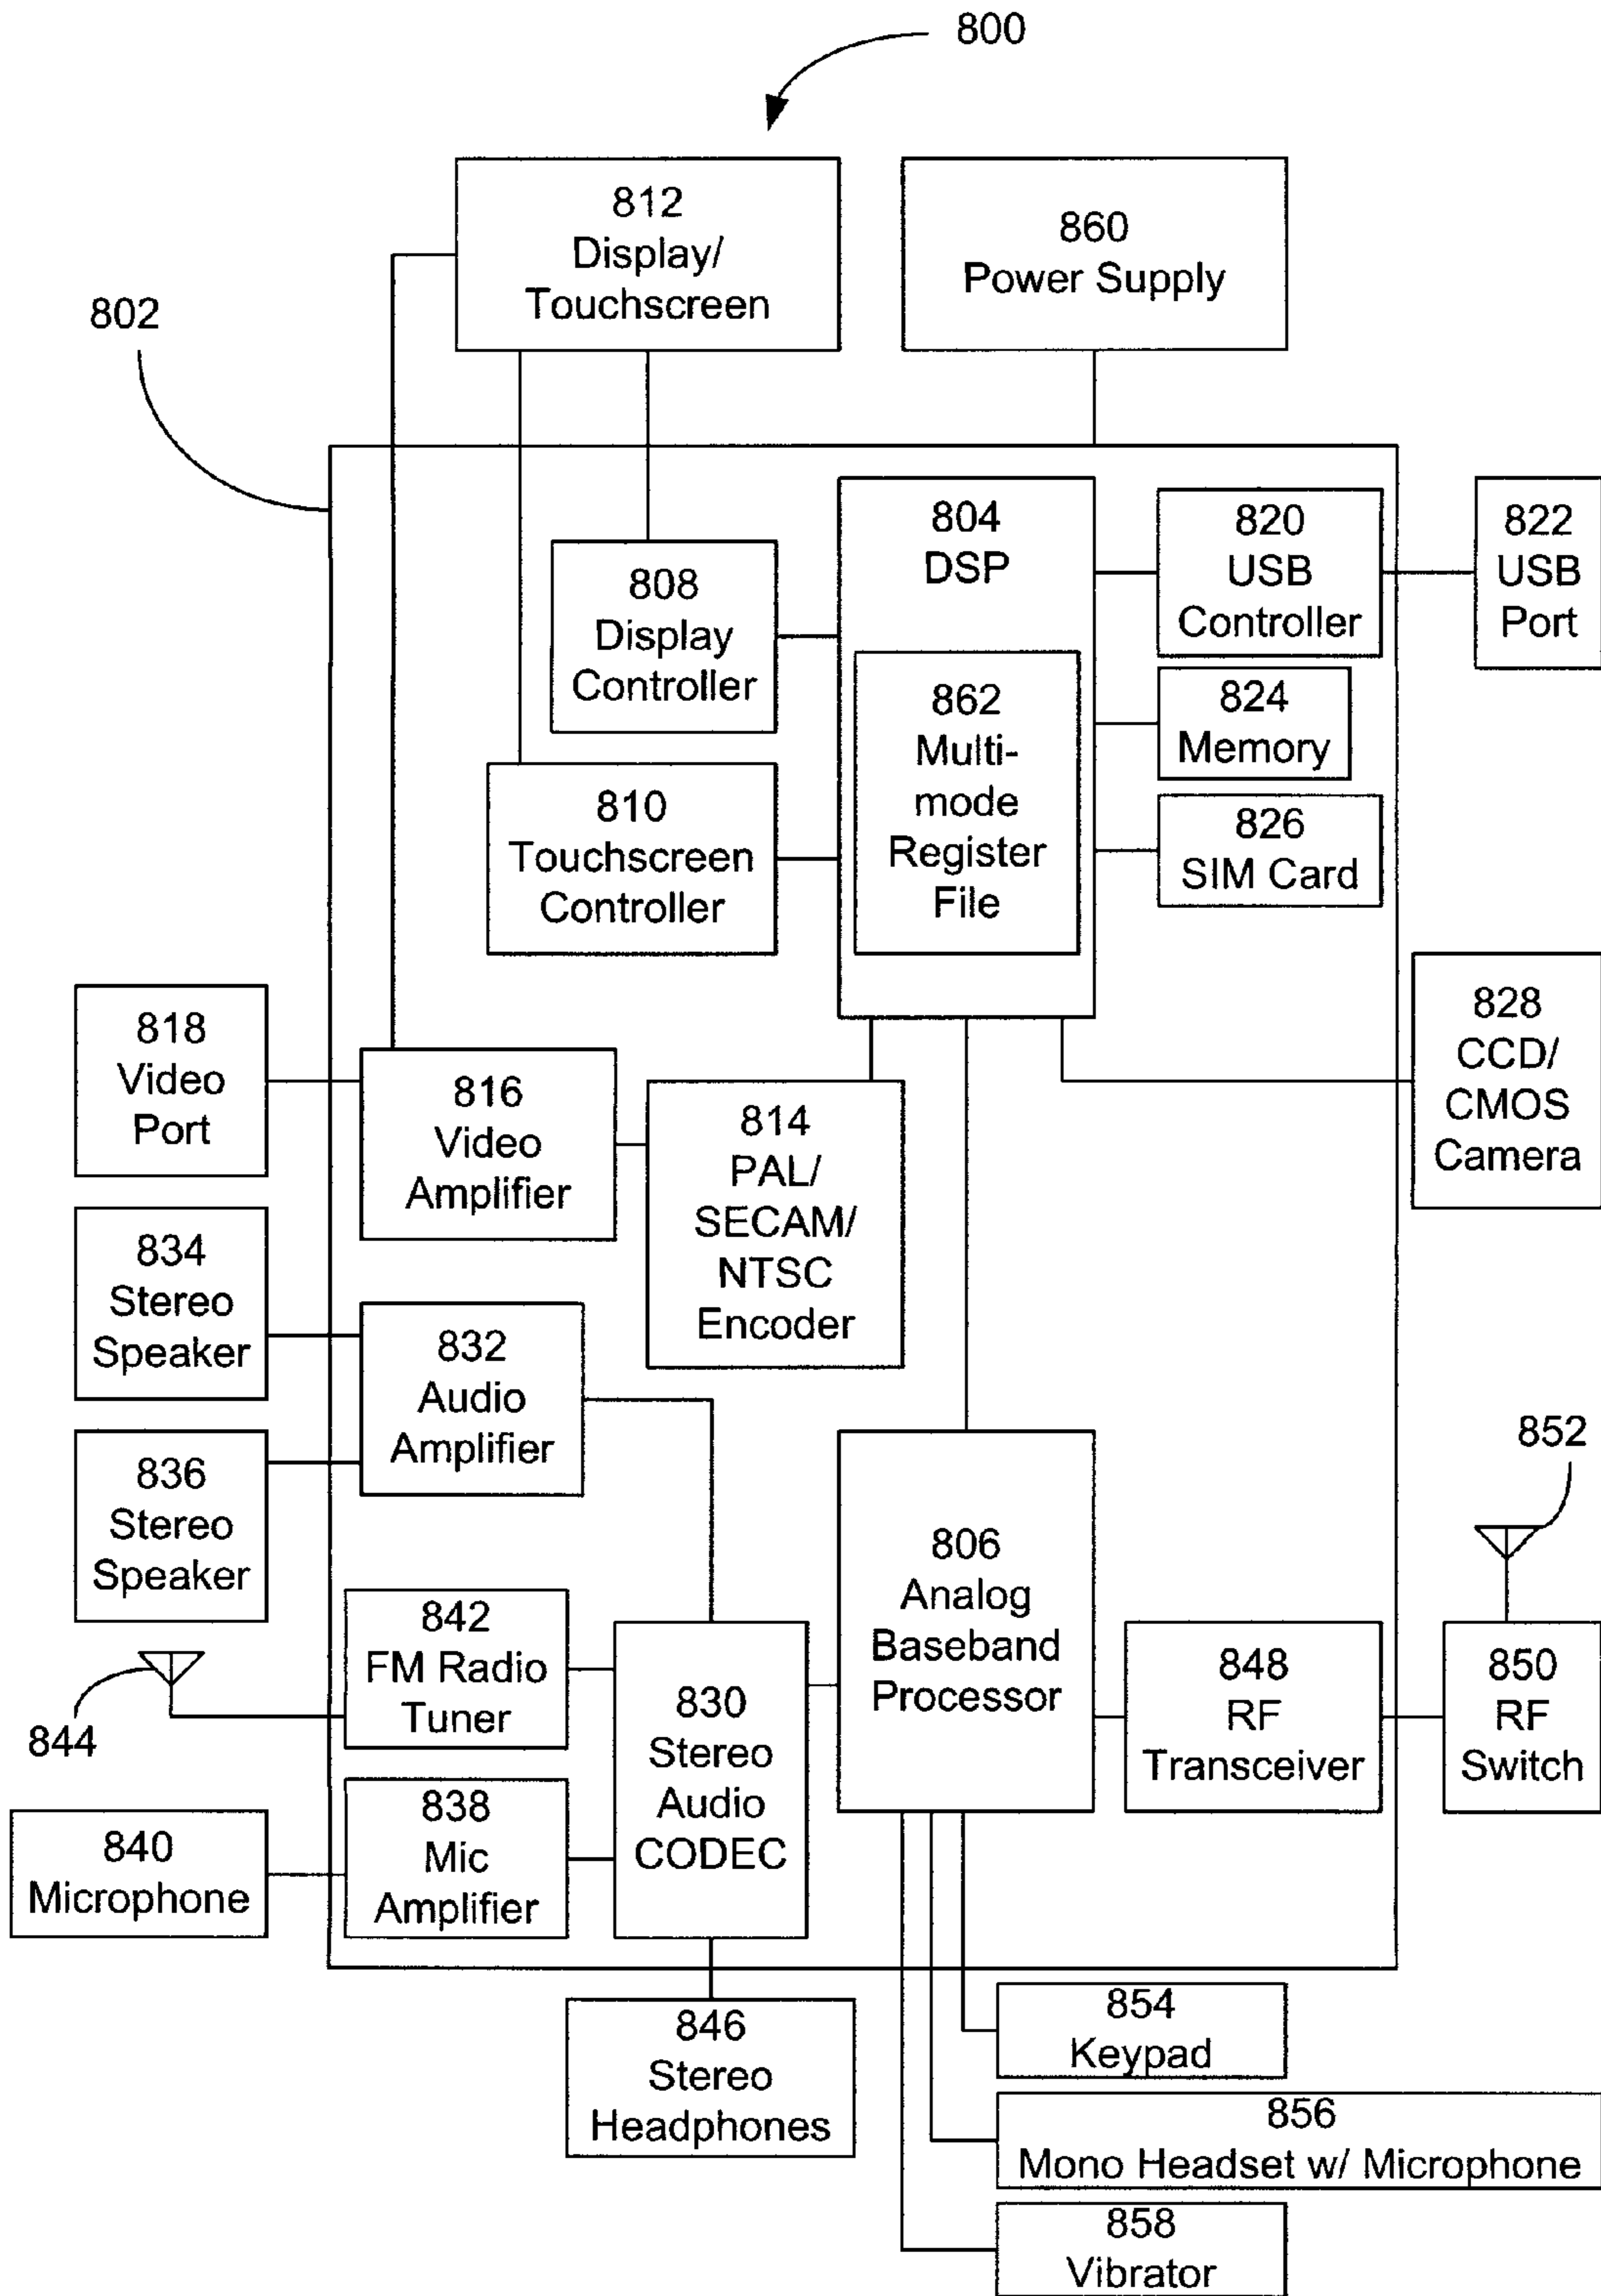 800
812
Display/
Touchscreen
860
Power Supply
802
804
DSP
820
USB
Controller
822
USB
Port
808
Display
Controller
862
Multi-
mode
Register
File
824
Memory
810
Touchscreen
Controller
826
SIM Card
818
Video
Port
816
Video
Amplifier
814
PAL/
SECAM/
NTSC
Encoder
828
CCD/
CMOS
Camera
834
Stereo
Speaker
832
Audio
Amplifier
836
Stereo
Speaker
852
806
Analog
Baseband
Processor
842
FM Radio
Tuner
844
830
Stereo
Audio
CODEC
848
RF
Transceiver
850
RF
Switch
838
Mic
Amplifier
840
Microphone
846
Stereo
Headphones
854
Keypad
856
Mono Headset w/ Microphone
858
Vibrator